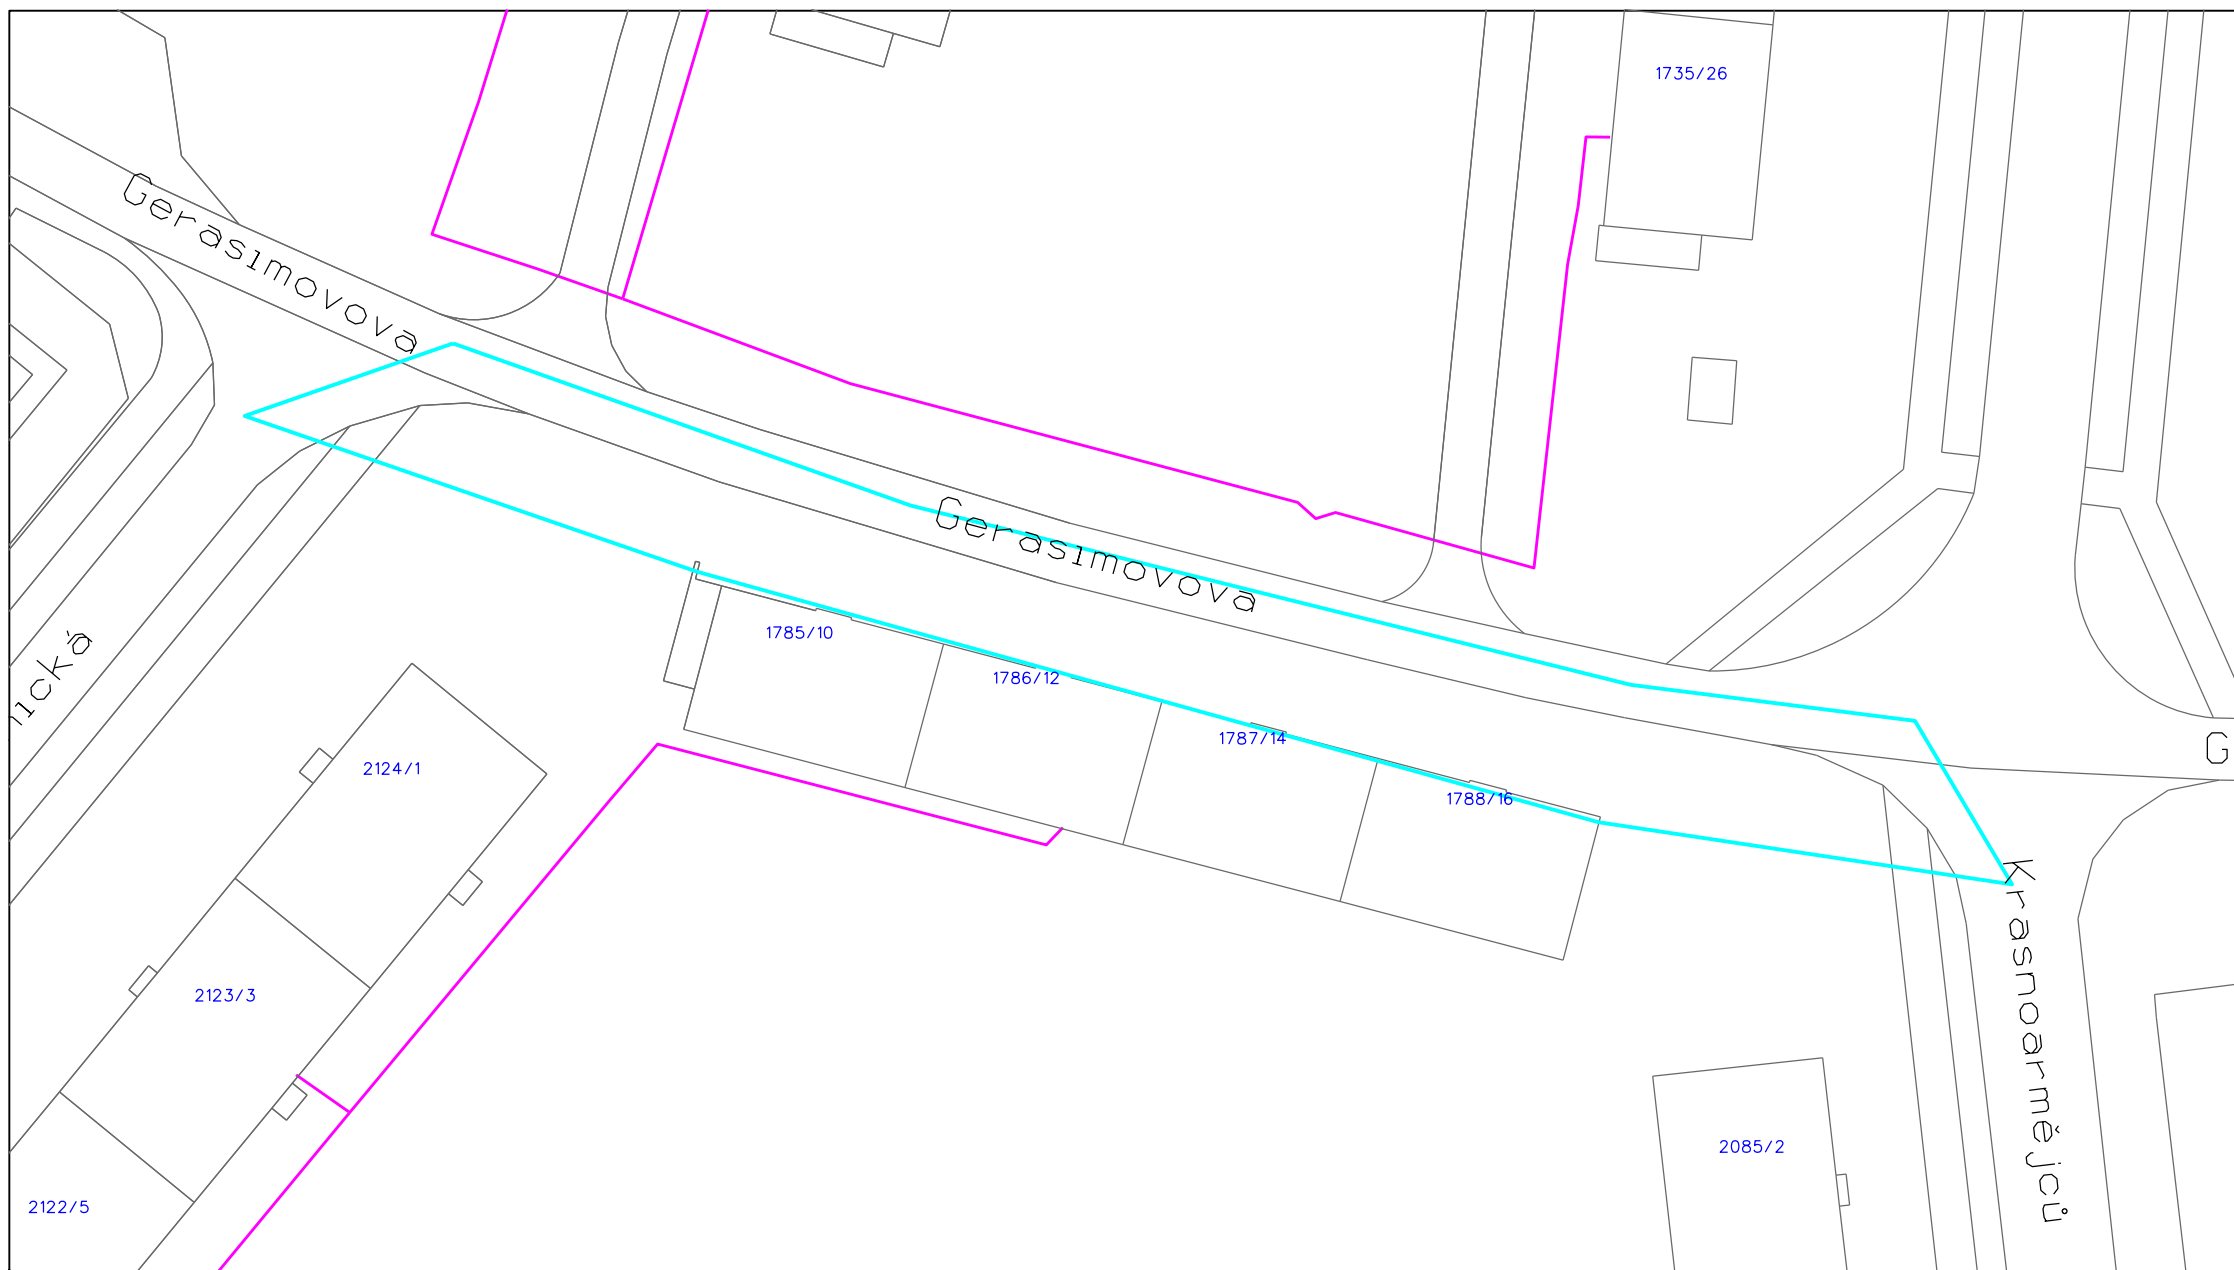 1735/26
Gerasimovova
Gerasimovova
1785/10
nická
1786/12
1787/14
G
2124/1
1788/16
Krasnoarmějců
2123/3
2085/2
2122/5